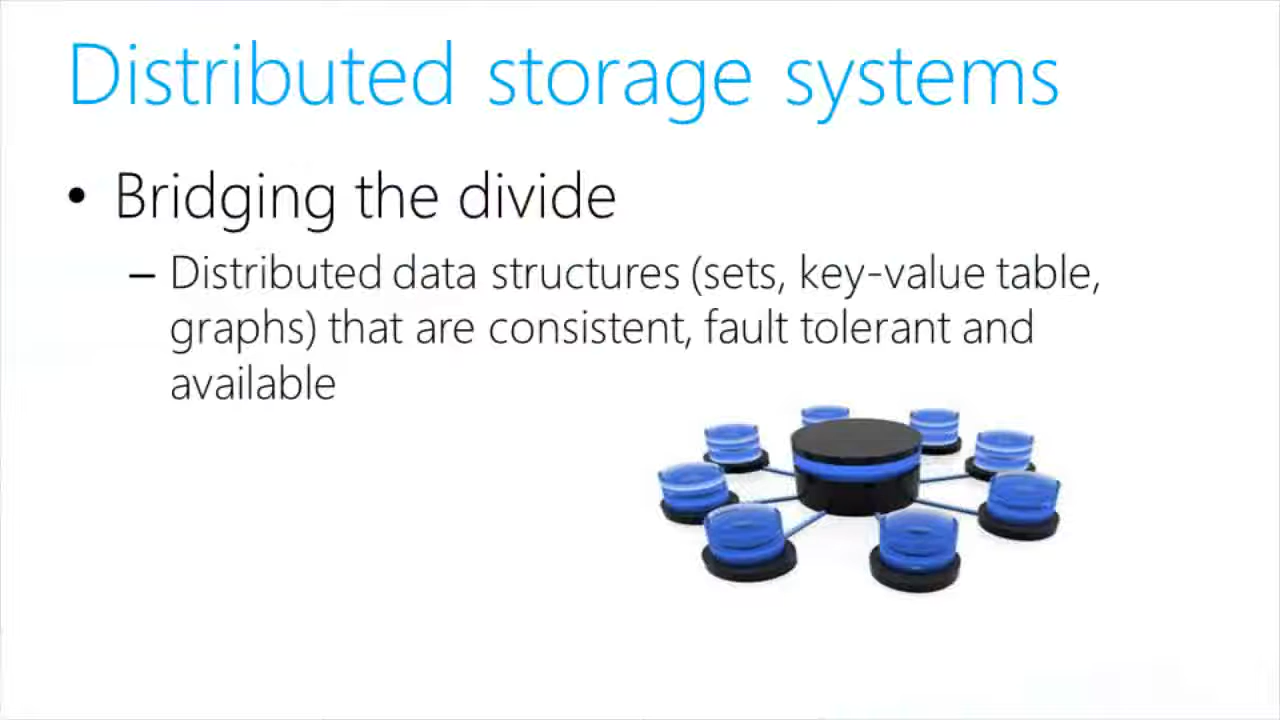 Distributed storage systems
• Bridging the divide
– Distributed data structures (sets, key-value table,
graphs) that are consistent, fault tolerant and
available